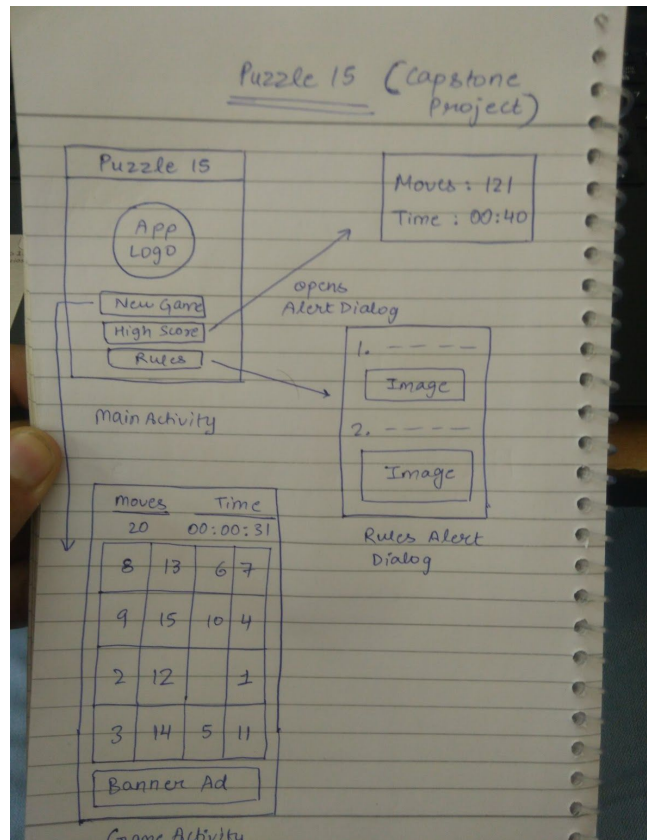 Puzzle 15 (Capstone
Project)
Puzzle 15
App
Logo
New Game
High Score
Rules
Main Activity
Moves : 121
Time : 00:40
opens
Alert Dialog
1. – – – –
Image
2. – – – –
Image
Rules Alert
Dialog
moves Time
20 00:00:31
8 13 6 7
9 15 10 4
2 12 1
3 14 5 11
Banner Ad
Game Activity